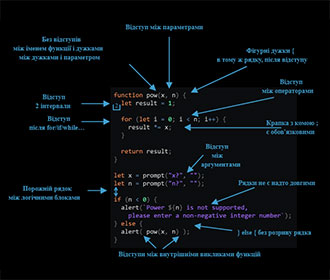 Відступ між параметрами
Без відступів
між іменем функції і дужками
між дужками і параметром
Фігурні дужки {
в тому ж рядку, після відступу
Відступ
між операторами
Відступ
2 інтервали
Відступ
після for/if/while…
Крапка з комою ;
є обов'язковими
Відступ
між
аргументами
Порожній рядок
між логічними блоками
Рядки не є надто довгими
} else { без розриву рядка
Відступи між внутрішніми викликами функцій
function pow(x, n) {
2
let result = 1;
for (let i = 0; i < n; i++) {
result *= x;
}
return result;
}
let x = prompt("x?", "");
let n = prompt("n?", "");
if (n < 0) {
alert(`Power ${n} is not supported,
please enter a non-negative integer number`);
} else {
alert( pow(x, n) );
}